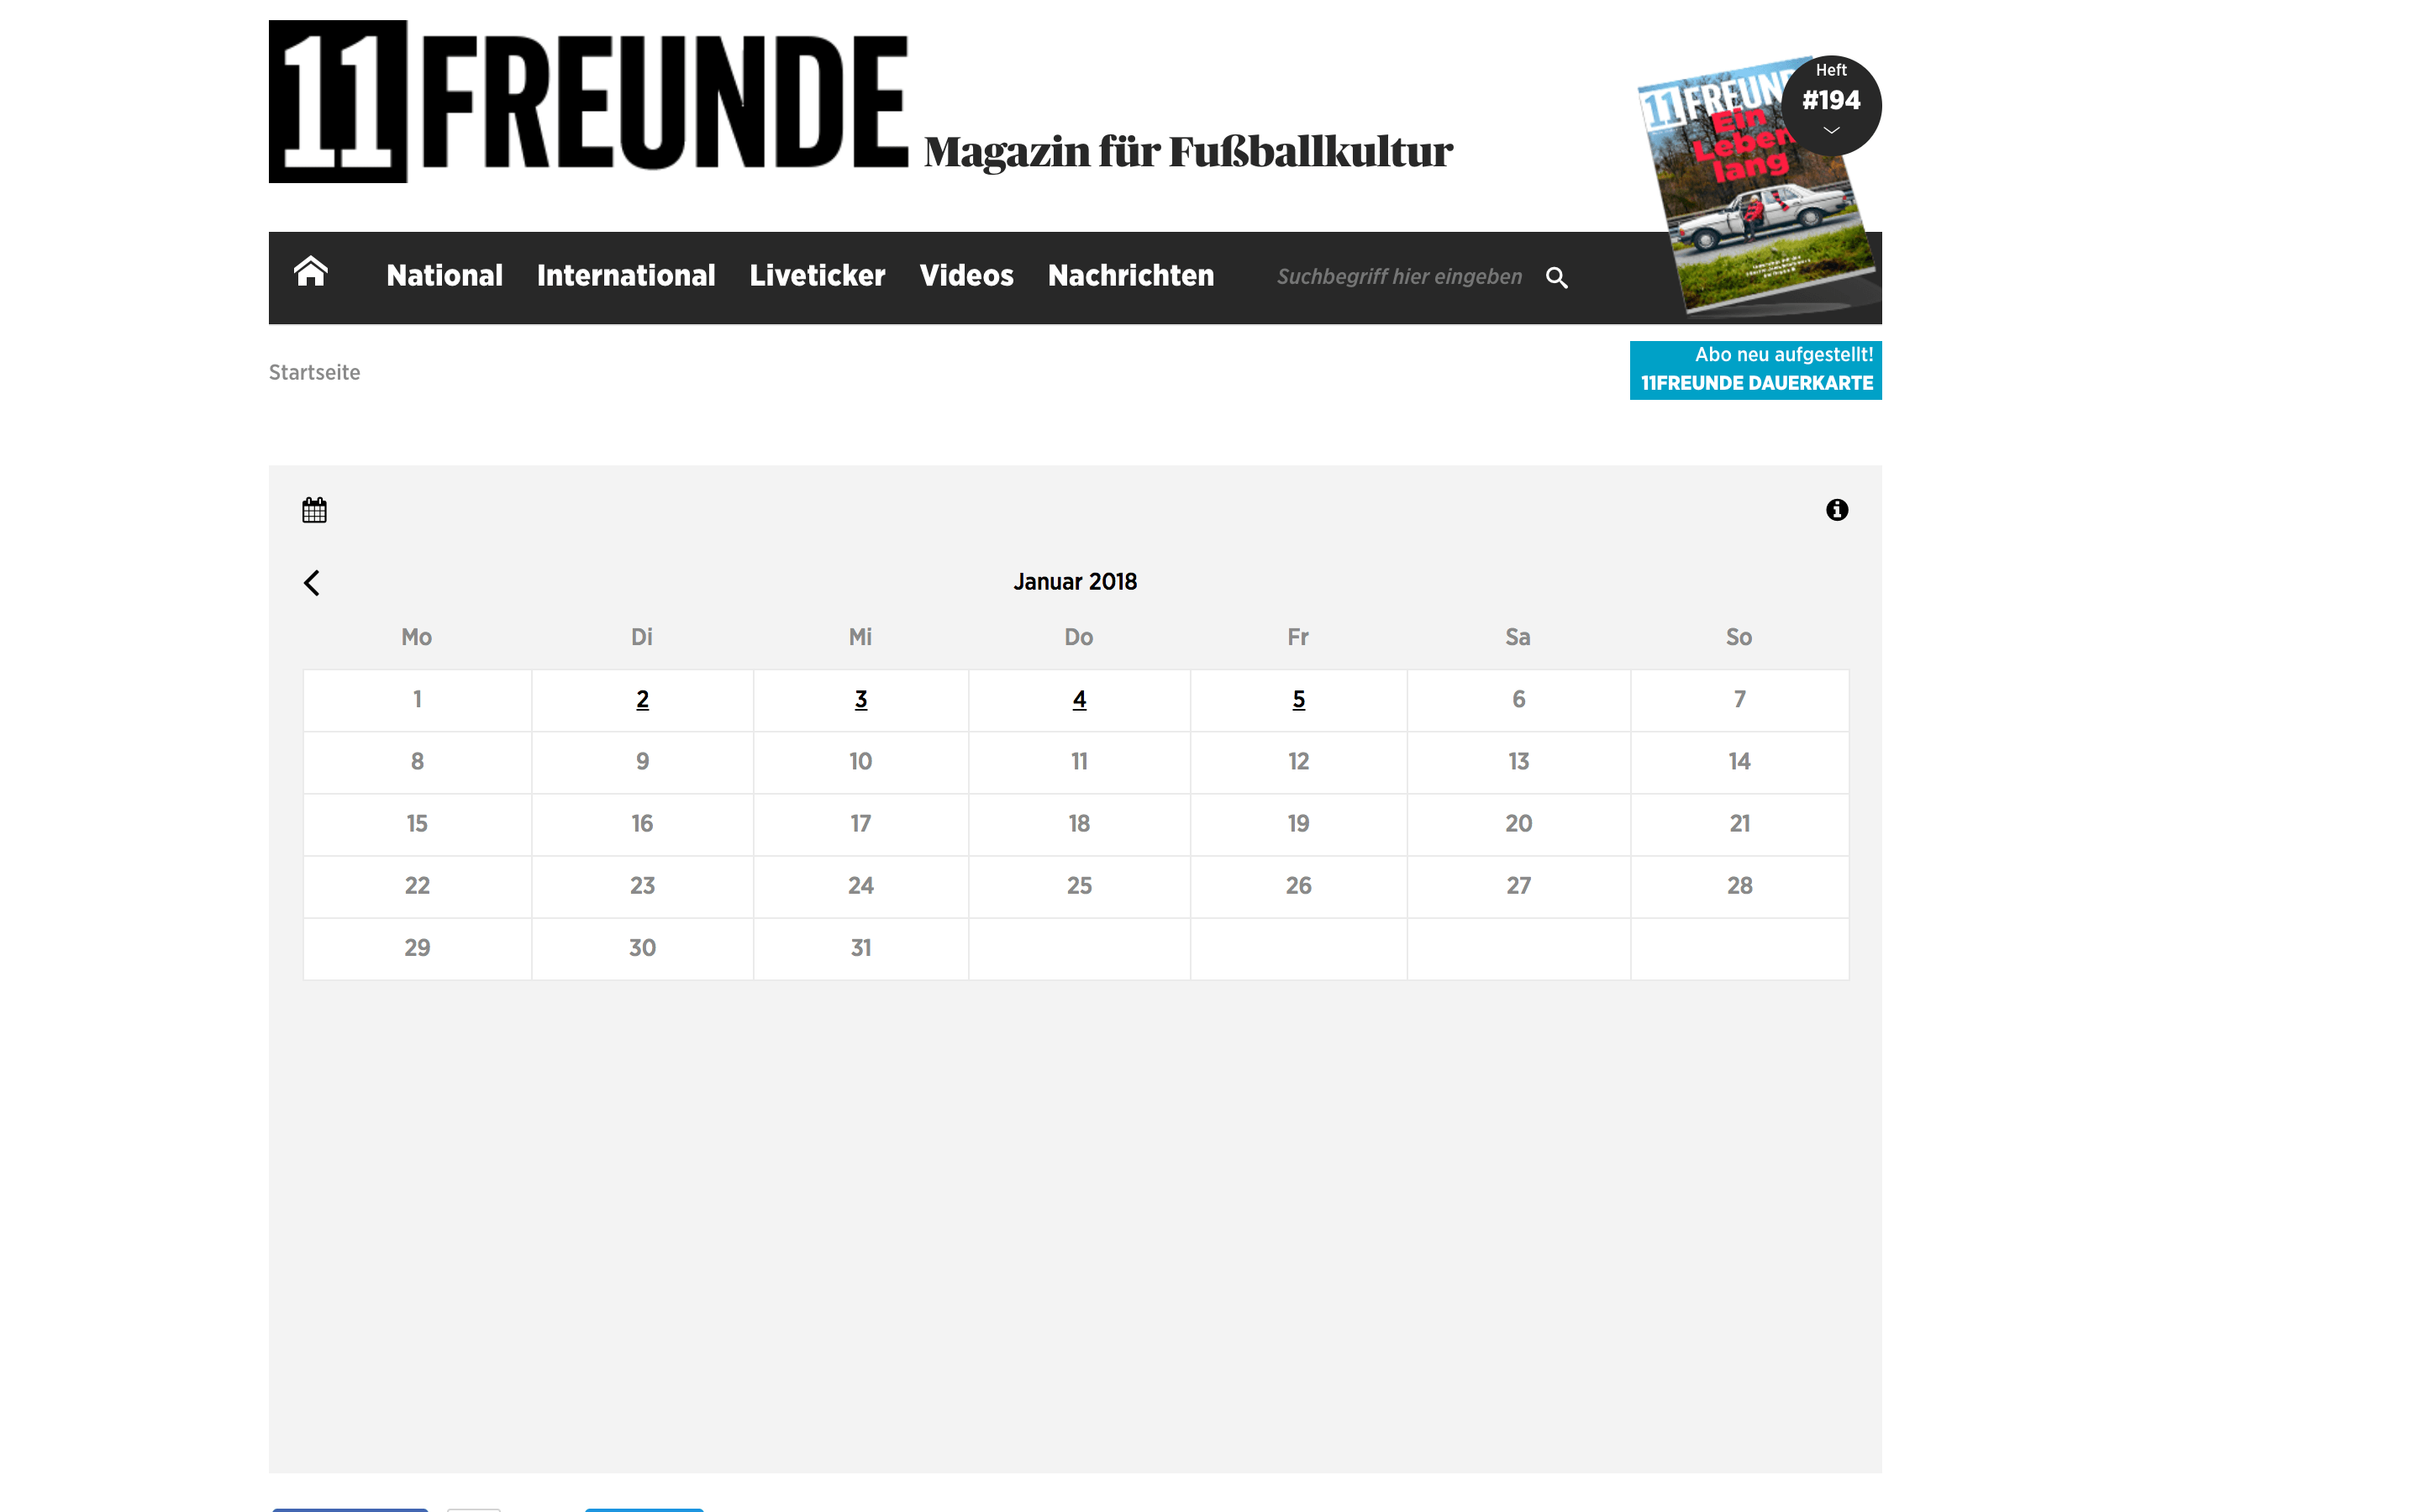 11FREUNDE
Magazin für Fußballkultur
11FREUN
Ein
Leben
lang
Heft
#194
National International Liveticker Videos Nachrichten Suchbegriff hier eingeben
Startseite
Abo neu aufgestellt!
11FREUNDE DAUERKARTE
Januar 2018
Mo Di Mi Do Fr Sa So
1 2 3 4 5 6 7
8 9 10 11 12 13 14
15 16 17 18 19 20 21
22 23 24 25 26 27 28
29 30 31